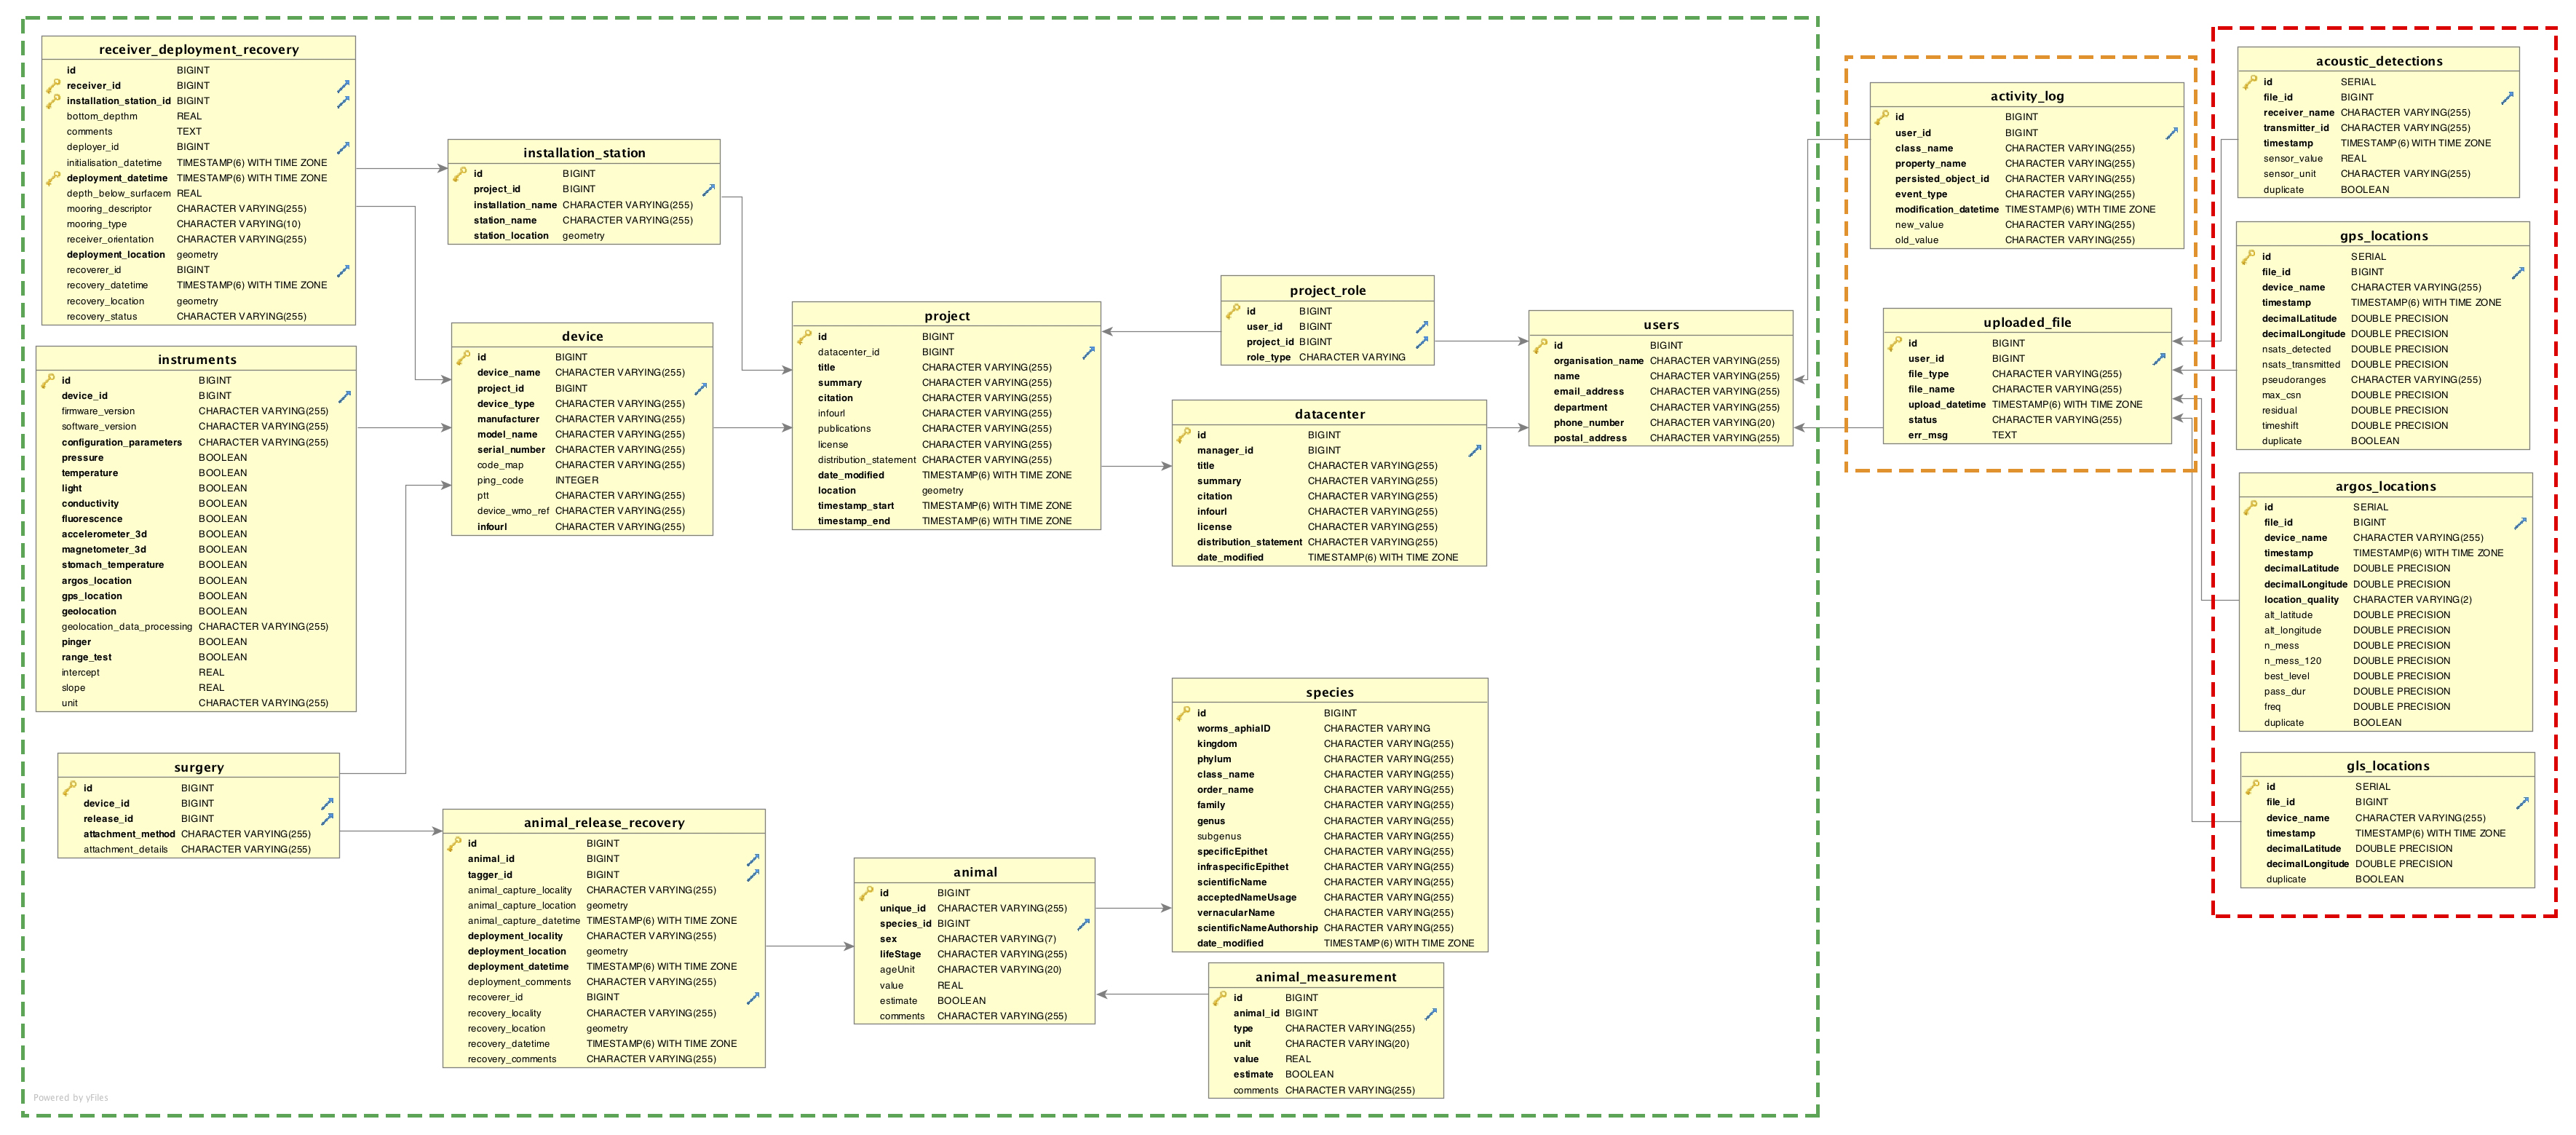 receiver_deployment_recovery
id BIGINT
receiver_id BIGINT
installation_station_id BIGINT
bottom_depthm REAL
comments TEXT
deployer_id BIGINT
initialisation_datetime TIMESTAMP(6) WITH TIME ZONE
deployment_datetime TIMESTAMP(6) WITH TIME ZONE
depth_below_surfacem REAL
mooring_descriptor CHARACTER VARYING(255)
mooring_type CHARACTER VARYING(10)
receiver_orientation CHARACTER VARYING(255)
deployment_location geometry
recoverer_id BIGINT
recovery_datetime TIMESTAMP(6) WITH TIME ZONE
recovery_location geometry
recovery_status CHARACTER VARYING(255)
instruments
id BIGINT
device_id BIGINT
firmware_version CHARACTER VARYING(255)
software_version CHARACTER VARYING(255)
configuration_parameters CHARACTER VARYING(255)
pressure BOOLEAN
temperature BOOLEAN
light BOOLEAN
conductivity BOOLEAN
fluorescence BOOLEAN
accelerometer_3d BOOLEAN
magnetometer_3d BOOLEAN
stomach_temperature BOOLEAN
argos_location BOOLEAN
gps_location BOOLEAN
geolocation BOOLEAN
geolocation_data_processing CHARACTER VARYING(255)
pinger BOOLEAN
range_test BOOLEAN
intercept REAL
slope REAL
unit CHARACTER VARYING(255)
surgery
id BIGINT
device_id BIGINT
release_id BIGINT
attachment_method CHARACTER VARYING(255)
attachment_details CHARACTER VARYING(255)
installation_station
id BIGINT
project_id BIGINT
installation_name CHARACTER VARYING(255)
station_name CHARACTER VARYING(255)
station_location geometry
device
id BIGINT
device_name CHARACTER VARYING(255)
project_id BIGINT
device_type CHARACTER VARYING(255)
manufacturer CHARACTER VARYING(255)
model_name CHARACTER VARYING(255)
serial_number CHARACTER VARYING(255)
code_map CHARACTER VARYING(255)
ping_code INTEGER
ptt CHARACTER VARYING(255)
device_wmo_ref CHARACTER VARYING(255)
infourl CHARACTER VARYING(255)
animal_release_recovery
id BIGINT
animal_id BIGINT
tagger_id BIGINT
animal_capture_locality CHARACTER VARYING(255)
animal_capture_location geometry
animal_capture_datetime TIMESTAMP(6) WITH TIME ZONE
deployment_locality CHARACTER VARYING(255)
deployment_location geometry
deployment_datetime TIMESTAMP(6) WITH TIME ZONE
deployment_comments CHARACTER VARYING(255)
recoverer_id BIGINT
recovery_locality CHARACTER VARYING(255)
recovery_location geometry
recovery_datetime TIMESTAMP(6) WITH TIME ZONE
recovery_comments CHARACTER VARYING(255)
project
id BIGINT
datacenter_id BIGINT
title CHARACTER VARYING(255)
summary CHARACTER VARYING(255)
citation CHARACTER VARYING(255)
infourl CHARACTER VARYING(255)
publications CHARACTER VARYING(255)
license CHARACTER VARYING(255)
distribution_statement CHARACTER VARYING(255)
date_modified TIMESTAMP(6) WITH TIME ZONE
location geometry
timestamp_start TIMESTAMP(6) WITH TIME ZONE
timestamp_end TIMESTAMP(6) WITH TIME ZONE
animal
id BIGINT
unique_id CHARACTER VARYING(255)
species_id BIGINT
sex CHARACTER VARYING(7)
lifeStage CHARACTER VARYING(255)
ageUnit CHARACTER VARYING(20)
value REAL
estimate BOOLEAN
comments CHARACTER VARYING(255)
project_role
id BIGINT
user_id BIGINT
project_id BIGINT
role_type CHARACTER VARYING
datacenter
id BIGINT
manager_id BIGINT
title CHARACTER VARYING(255)
summary CHARACTER VARYING(255)
citation CHARACTER VARYING(255)
infourl CHARACTER VARYING(255)
license CHARACTER VARYING(255)
distribution_statement CHARACTER VARYING(255)
date_modified TIMESTAMP(6) WITH TIME ZONE
species
id BIGINT
worms_aphiaID CHARACTER VARYING
kingdom CHARACTER VARYING(255)
phylum CHARACTER VARYING(255)
class_name CHARACTER VARYING(255)
order_name CHARACTER VARYING(255)
family CHARACTER VARYING(255)
genus CHARACTER VARYING(255)
subgenus CHARACTER VARYING(255)
specificEpithet CHARACTER VARYING(255)
infraspecificEpithet CHARACTER VARYING(255)
scientificName CHARACTER VARYING(255)
acceptedNameUsage CHARACTER VARYING(255)
vernacularName CHARACTER VARYING(255)
scientificNameAuthorship CHARACTER VARYING(255)
date_modified TIMESTAMP(6) WITH TIME ZONE
animal_measurement
id BIGINT
animal_id BIGINT
type CHARACTER VARYING(255)
unit CHARACTER VARYING(20)
value REAL
estimate BOOLEAN
comments CHARACTER VARYING(255)
users
id BIGINT
organisation_name CHARACTER VARYING(255)
name CHARACTER VARYING(255)
email_address CHARACTER VARYING(255)
department CHARACTER VARYING(255)
phone_number CHARACTER VARYING(20)
postal_address CHARACTER VARYING(255)
activity_log
id BIGINT
user_id BIGINT
class_name CHARACTER VARYING(255)
property_name CHARACTER VARYING(255)
persisted_object_id CHARACTER VARYING(255)
event_type CHARACTER VARYING(255)
modification_datetime TIMESTAMP(6) WITH TIME ZONE
new_value CHARACTER VARYING(255)
old_value CHARACTER VARYING(255)
uploaded_file
id BIGINT
user_id BIGINT
file_type CHARACTER VARYING(255)
file_name CHARACTER VARYING(255)
upload_datetime TIMESTAMP(6) WITH TIME ZONE
status CHARACTER VARYING(255)
err_msg TEXT
acoustic_detections
id SERIAL
file_id BIGINT
receiver_name CHARACTER VARYING(255)
transmitter_id CHARACTER VARYING(255)
timestamp TIMESTAMP(6) WITH TIME ZONE
sensor_value REAL
sensor_unit CHARACTER VARYING(255)
duplicate BOOLEAN
gps_locations
id SERIAL
file_id BIGINT
device_name CHARACTER VARYING(255)
timestamp TIMESTAMP(6) WITH TIME ZONE
decimalLatitude DOUBLE PRECISION
decimalLongitude DOUBLE PRECISION
nsats_detected DOUBLE PRECISION
nsats_transmitted DOUBLE PRECISION
pseudoranges CHARACTER VARYING(255)
max_csn DOUBLE PRECISION
residual DOUBLE PRECISION
timeshift DOUBLE PRECISION
duplicate BOOLEAN
argos_locations
id SERIAL
file_id BIGINT
device_name CHARACTER VARYING(255)
timestamp TIMESTAMP(6) WITH TIME ZONE
decimalLatitude DOUBLE PRECISION
decimalLongitude DOUBLE PRECISION
location_quality CHARACTER VARYING(2)
alt_latitude DOUBLE PRECISION
alt_longitude DOUBLE PRECISION
n_mess DOUBLE PRECISION
n_mess_120 DOUBLE PRECISION
best_level DOUBLE PRECISION
pass_dur DOUBLE PRECISION
freq DOUBLE PRECISION
duplicate BOOLEAN
gls_locations
id SERIAL
file_id BIGINT
device_name CHARACTER VARYING(255)
timestamp TIMESTAMP(6) WITH TIME ZONE
decimalLatitude DOUBLE PRECISION
decimalLongitude DOUBLE PRECISION
duplicate BOOLEAN
Powered by yFiles